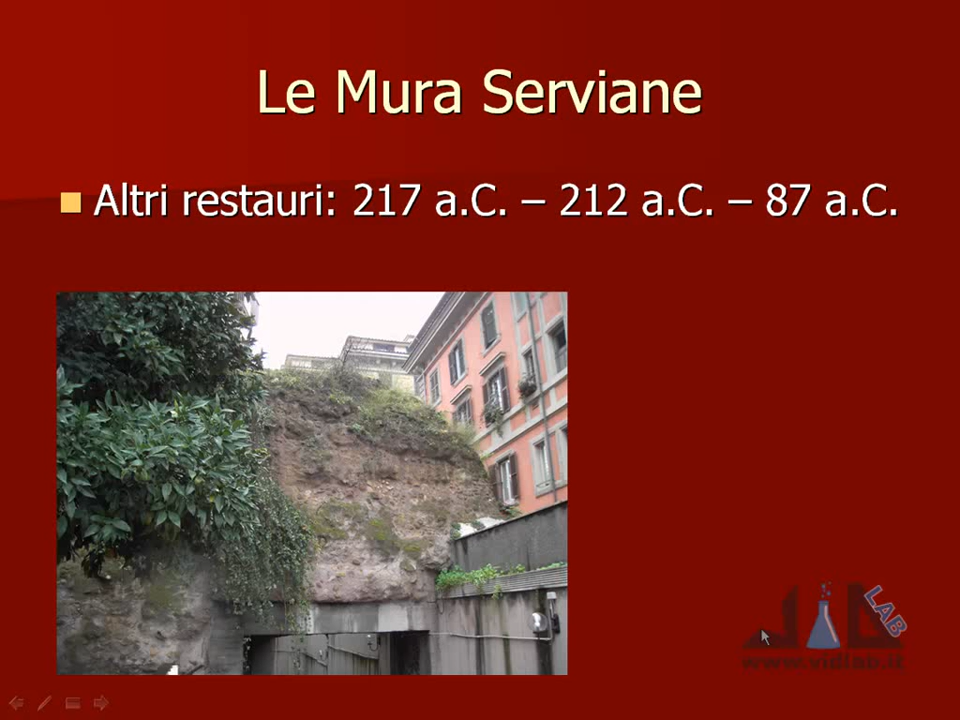 Le Mura Serviane
Altri restauri: 217 a.C. – 212 a.C. – 87 a.C.
LAB
www.vidlab.it